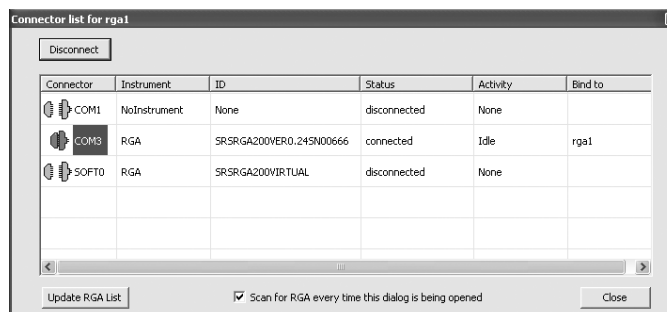 Connector list for rga1
Disconnect
Connector Instrument ID Status Activity Bind to
COM1 NoInstrument None disconnected None
COM3 RGA SRSRGA200VER0.24SN00666 connected Idle rga1
SOFT0 RGA SRSRGA200VIRTUAL disconnected None
Update RGA List Scan for RGA every time this dialog is being opened Close